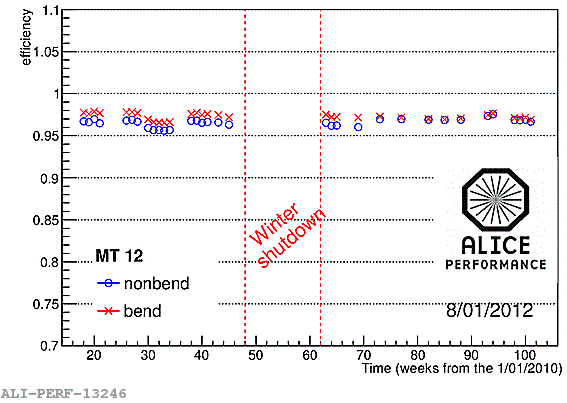 efficiency
1.1
1.05
1
0.95
0.9
0.85
0.8
0.75
0.7
Winter
shutdown
MT 12
nonbend
bend
ALICE
PERFORMANCE
8/01/2012
20 30 40 50 60 70 80 90 100
Time (weeks from the 1/01/2010)
ALI-PERF-13246